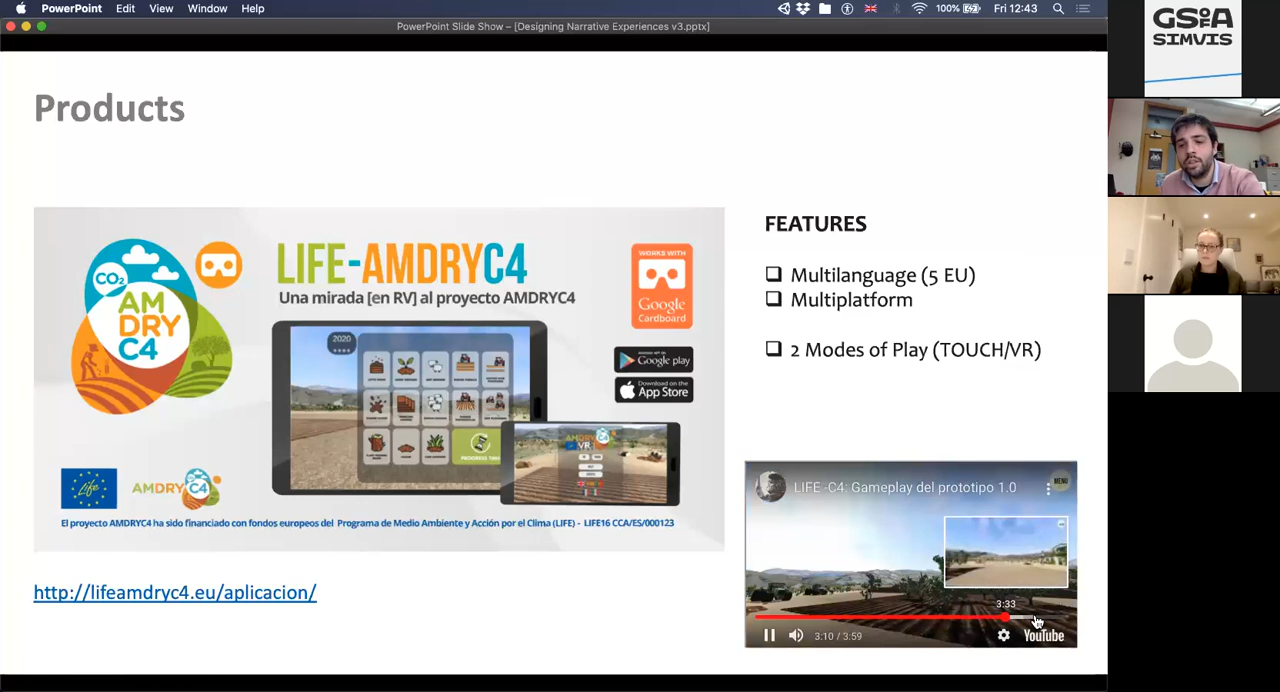 PowerPoint Edit View Window Help
100% Fri 12:43
PowerPoint Slide Show – [Designing Narrative Experiences v3.pptx]
GSofA
SIMVIS
Products
CO2
AM
DRY
C4
LIFE-AMDRYC4
Una mirada [en RV] al proyecto AMDRYC4
WORKS WITH
Google
Cardboard
Google play
Download on the
App Store
2020
AMDRYC4
VR
Life
AMDRYC4
El proyecto AMDRYC4 ha sido financiado con fondos europeos del Programa de Medio Ambiente y Acción por el Clima (LIFE) - LIFE16 CCA/ES/000123
http://lifeamdryc4.eu/aplicacion/
FEATURES
Multilanguage (5 EU)
Multiplatform
2 Modes of Play (TOUCH/VR)
LIFE -C4: Gameplay del prototipo 1.0
MENU
3:33
3:10 / 3:59
YouTube